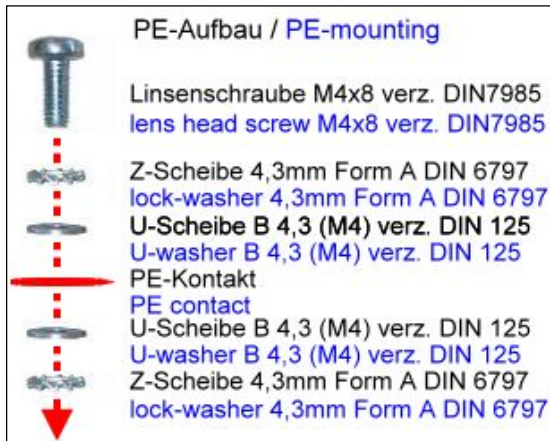 PE-Aufbau / PE-mounting
Linsenschraube M4x8 verz. DIN7985
lens head screw M4x8 verz. DIN7985
Z-Scheibe 4,3mm Form A DIN 6797
lock-washer 4,3mm Form A DIN 6797
U-Scheibe B 4,3 (M4) verz. DIN 125
U-washer B 4,3 (M4) verz. DIN 125
PE-Kontakt
PE contact
U-Scheibe B 4,3 (M4) verz. DIN 125
U-washer B 4,3 (M4) verz. DIN 125
Z-Scheibe 4,3mm Form A DIN 6797
lock-washer 4,3mm Form A DIN 6797